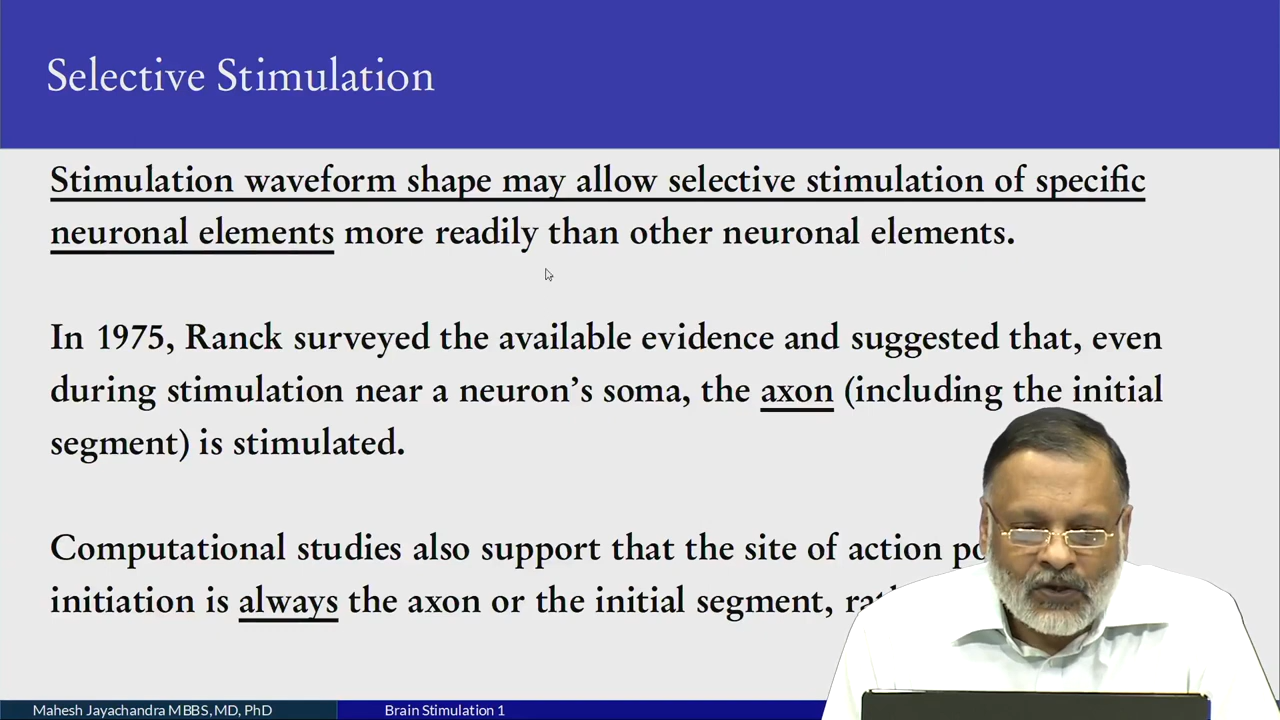 Selective Stimulation
Stimulation waveform shape may allow selective stimulation of specific
neuronal elements more readily than other neuronal elements.
In 1975, Ranck surveyed the available evidence and suggested that, even
during stimulation near a neuron’s soma, the axon (including the initial
segment) is stimulated.
Computational studies also support that the site of action
initiation is always the axon or the initial segment,
Mahesh Jayachandra MBBS, MD, PhD
Brain Stimulation 1